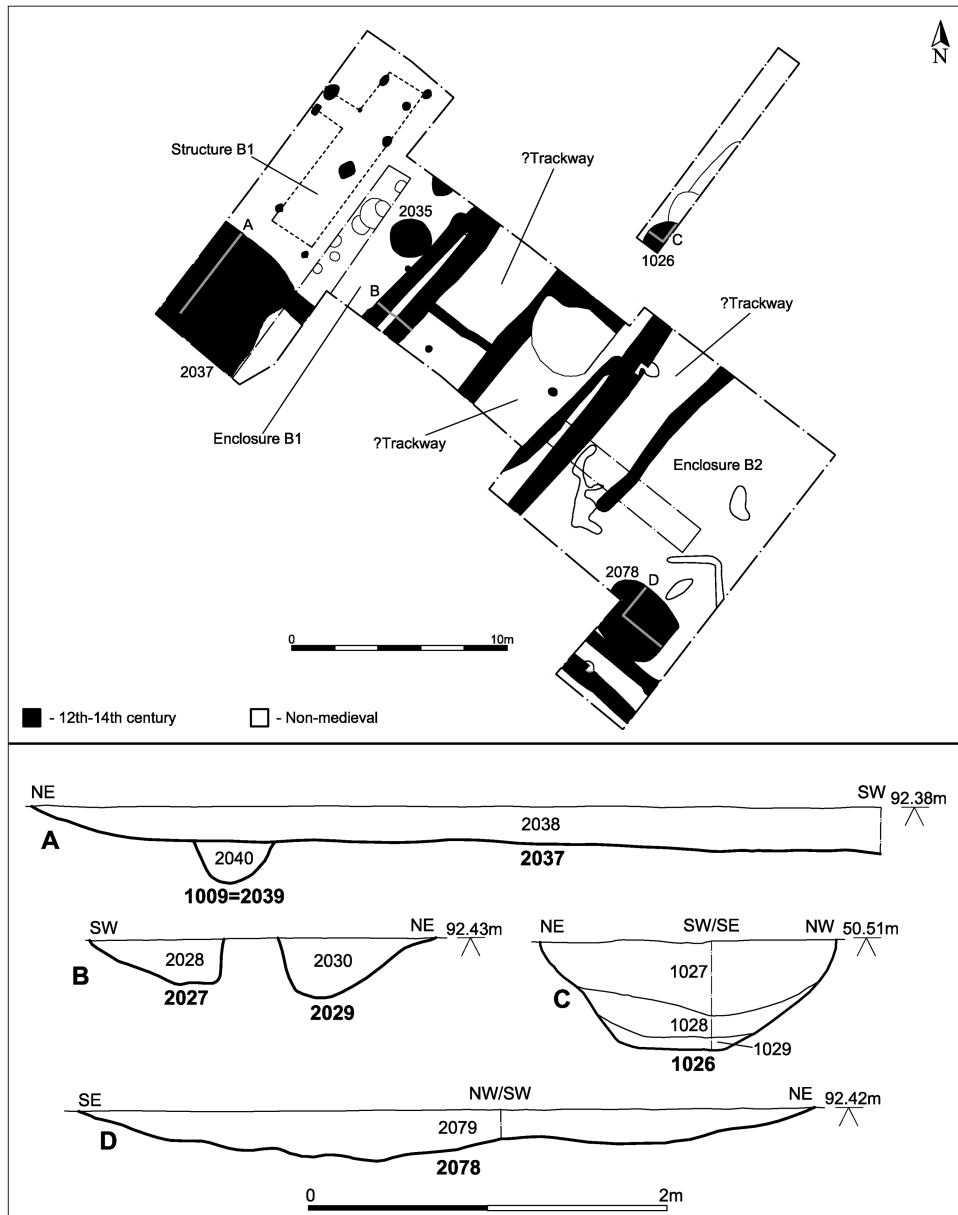 N
Structure B1
?Trackway
A
2035
C
1026
B
?Trackway
2037
Enclosure B1
?Trackway
Enclosure B2
2078
D
0
10m
- 12th-14th century
- Non-medieval
NE
SW
92.38m
2038
A
2040
2037
1009=2039
SW
NE
92.43m
2028
2030
B
2027
2029
NE
SW/SE
NW
50.51m
1027
C
1028
1029
1026
SE
NW/SW
NE
92.42m
2079
D
2078
0
2m